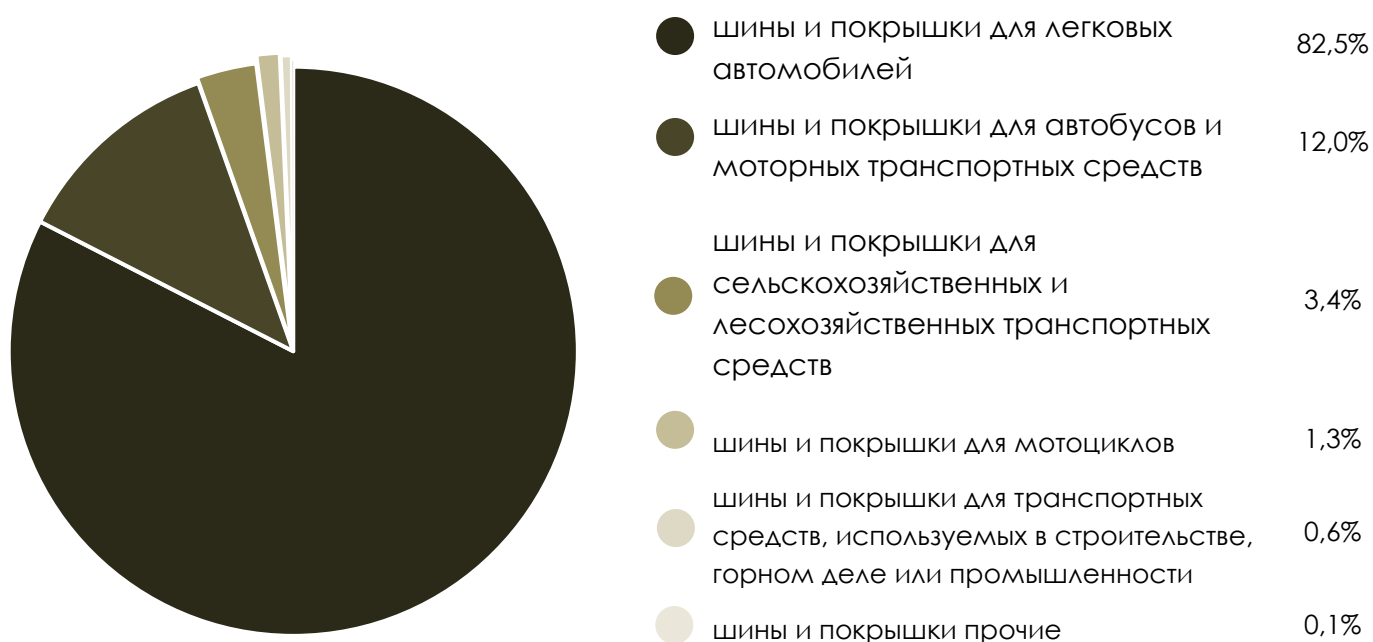 шины и покрышки для легковых
автомобилей
82,5%
шины и покрышки для автобусов и
моторных транспортных средств
12,0%
шины и покрышки для
сельскохозяйственных и
лесохозяйственных транспортных
средств
3,4%
шины и покрышки для мотоциклов
1,3%
шины и покрышки для транспортных
средств, используемых в строительстве,
горном деле или промышленности
0,6%
шины и покрышки прочие
0,1%